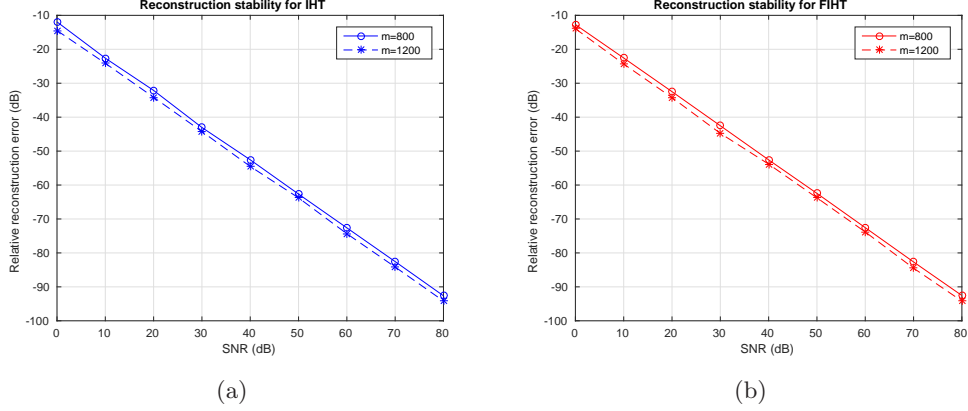 Reconstruction stability for IHT
-10
-20
-30
-40
-50
-60
-70
-80
-90
-100
Relative reconstruction error (dB)
m=800
m=1200
0 10 20 30 40 50 60 70 80
SNR (dB)
(a)
Reconstruction stability for FIHT
-10
-20
-30
-40
-50
-60
-70
-80
-90
-100
Relative reconstruction error (dB)
m=800
m=1200
0 10 20 30 40 50 60 70 80
SNR (dB)
(b)